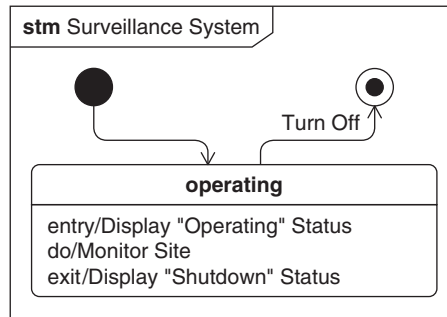 stm Surveillance System
Turn Off
operating
entry/Display "Operating" Status
do/Monitor Site
exit/Display "Shutdown" Status